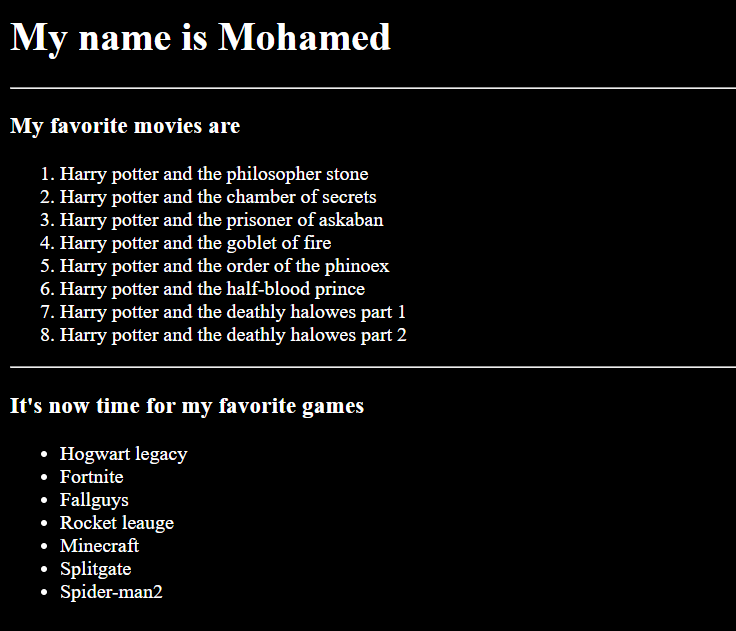 My name is Mohamed
My favorite movies are
1. Harry potter and the philosopher stone
2. Harry potter and the chamber of secrets
3. Harry potter and the prisoner of askaban
4. Harry potter and the goblet of fire
5. Harry potter and the order of the phinoex
6. Harry potter and the half-blood prince
7. Harry potter and the deathly halowes part 1
8. Harry potter and the deathly halowes part 2
It's now time for my favorite games
• Hogwart legacy
• Fortnite
• Fallguys
• Rocket leauge
• Minecraft
• Splitgate
• Spider-man2